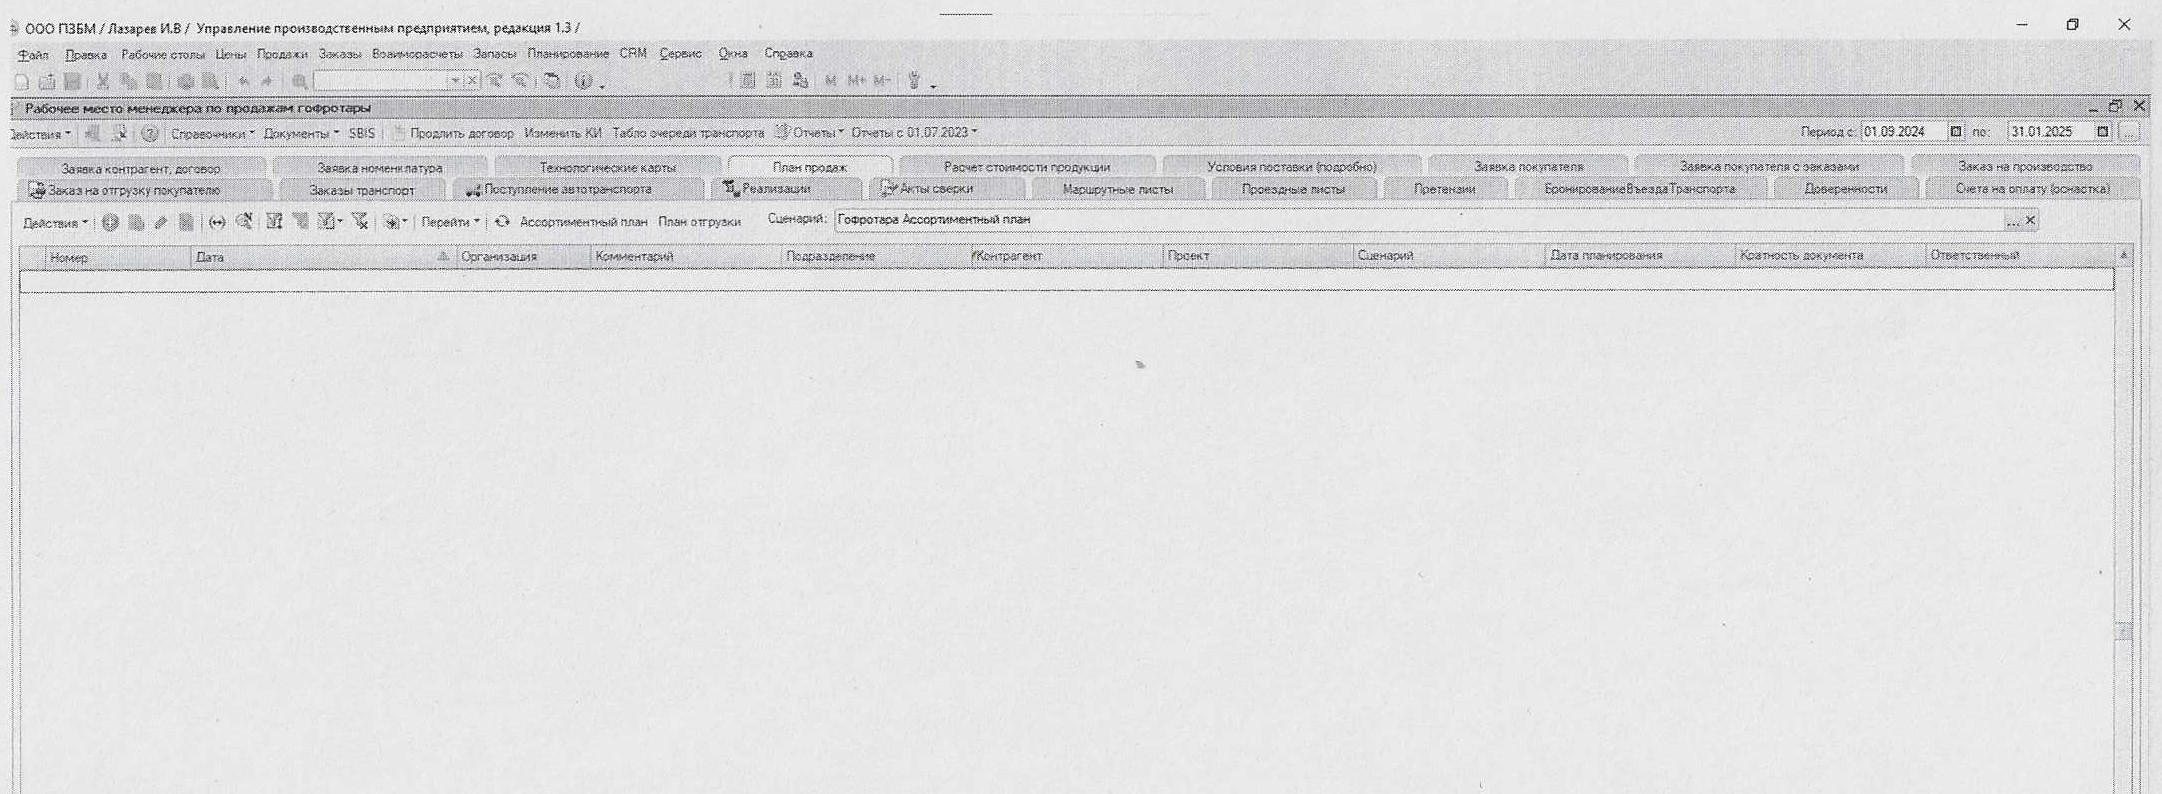 ООО ПЗБМ / Лазарев И.В / Управление производственным предприятием, редакция 1.3 /
Файл Правка Рабочие столы Цены Продажи Заказы Взаиморасчеты Запасы Планирование CRM Сервис Окна Справка
M M+ M-
Рабочее место менеджера по продажам гофротары
Действия Справочники Документы SBIS Продлить договор Изменить КИ Табло очереди транспорта Отчеты Отчеты с 01.07.2023 Период с: 01.09.2024 по: 31.01.2025 ...
Заявка контрагент, договор Заявка номенклатура Технологические карты План продаж Расчет стоимости продукции Условия поставки (подробно) Заявка покупателя Заявка покупателя с заказами Заказ на производство
Заказ на отгрузку покупателю Заказы транспорт Поступление автотранспорта Реализации Акты сверки Маршрутные листы Проездные листы Претензии БронированиеВъездаТранспорта Доверенности Счета на оплату (оснастка)
Действия Перейти Ассортиментный план План отгрузки Сценарий: Гофротара Ассортиментный план ... X
Номер Дата Организация Комментарий Подразделение Контрагент Проект Сценарий Дата планирования Кратность документа Ответственный